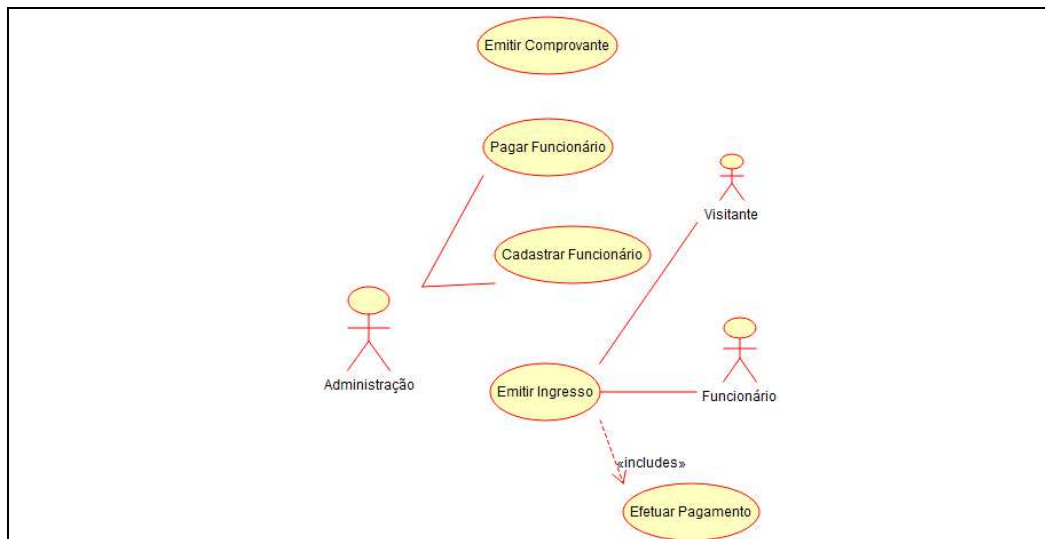 Emitir Comprovante
Pagar Funcionário
Visitante
Cadastrar Funcionário
Administração
Emitir Ingresso
Funcionário
«includes»
Efetuar Pagamento